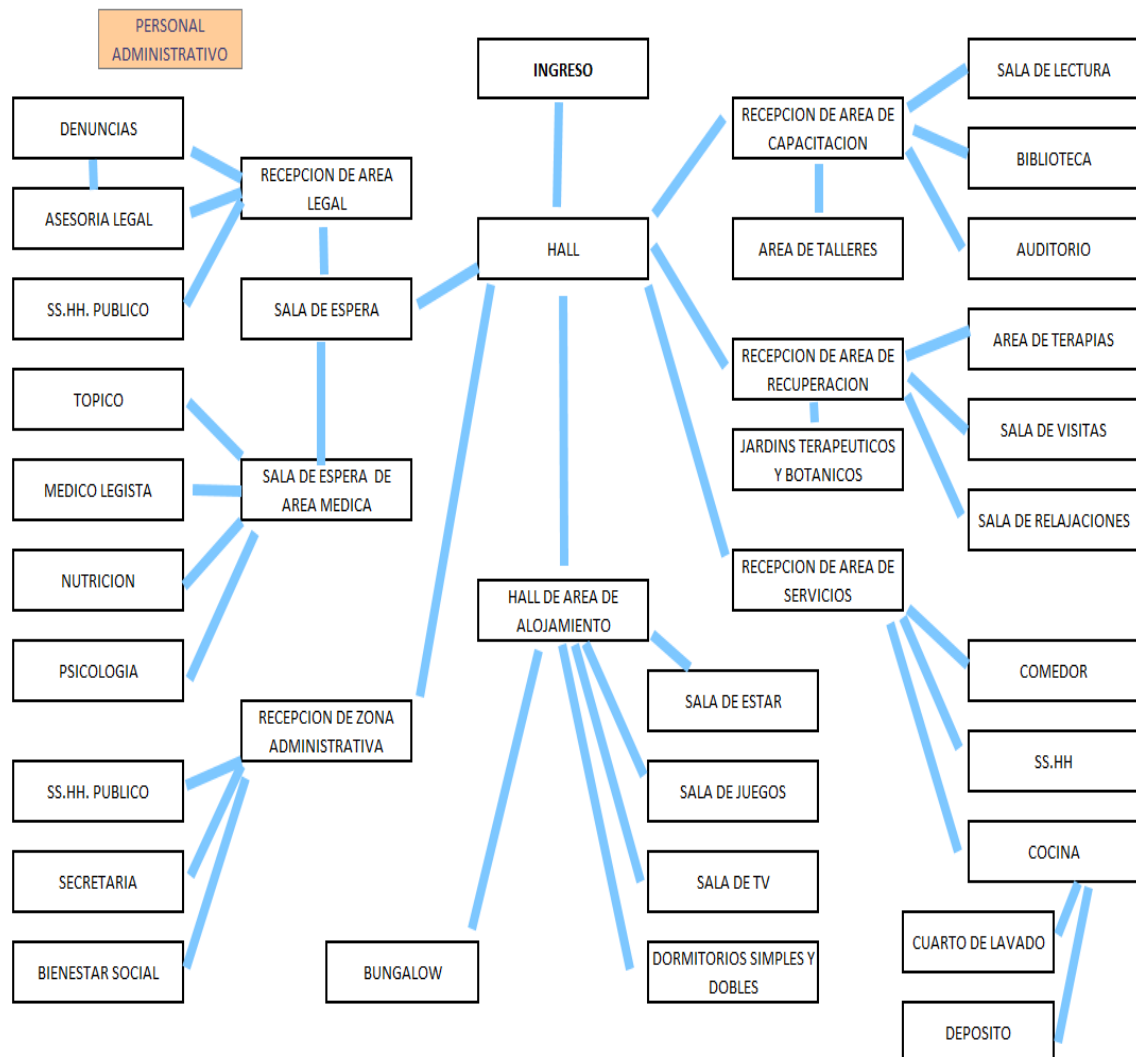 PERSONAL
ADMINISTRATIVO
INGRESO
SALA DE LECTURA
DENUNCIAS
RECEPCION DE AREA DE
CAPACITACION
BIBLIOTECA
RECEPCION DE AREA
LEGAL
ASESORIA LEGAL
HALL
AREA DE TALLERES
AUDITORIO
SS.HH. PUBLICO
SALA DE ESPERA
AREA DE TERAPIAS
RECEPCION DE AREA DE
RECUPERACION
TOPICO
SALA DE VISITAS
JARDINS TERAPEUTICOS
Y BOTANICOS
MEDICO LEGISTA
SALA DE ESPERA DE
AREA MEDICA
SALA DE RELAJACIONES
NUTRICION
RECEPCION DE AREA DE
SERVICIOS
HALL DE AREA DE
ALOJAMIENTO
PSICOLOGIA
COMEDOR
SALA DE ESTAR
RECEPCION DE ZONA
ADMINISTRATIVA
SS.HH
SS.HH. PUBLICO
SALA DE JUEGOS
COCINA
SECRETARIA
SALA DE TV
CUARTO DE LAVADO
BIENESTAR SOCIAL
BUNGALOW
DORMITORIOS SIMPLES Y
DOBLES
DEPOSITO